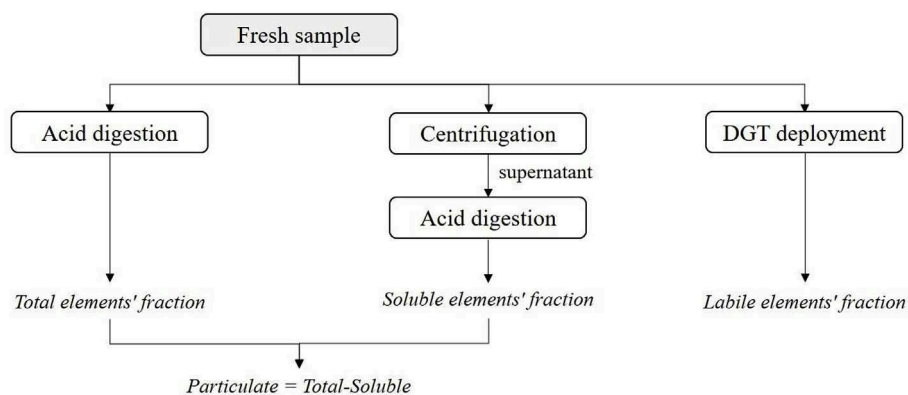 Fresh sample
Acid digestion
Centrifugation
DGT deployment
supernatant
Acid digestion
Total elements' fraction
Soluble elements' fraction
Labile elements' fraction
Particulate = Total-Soluble